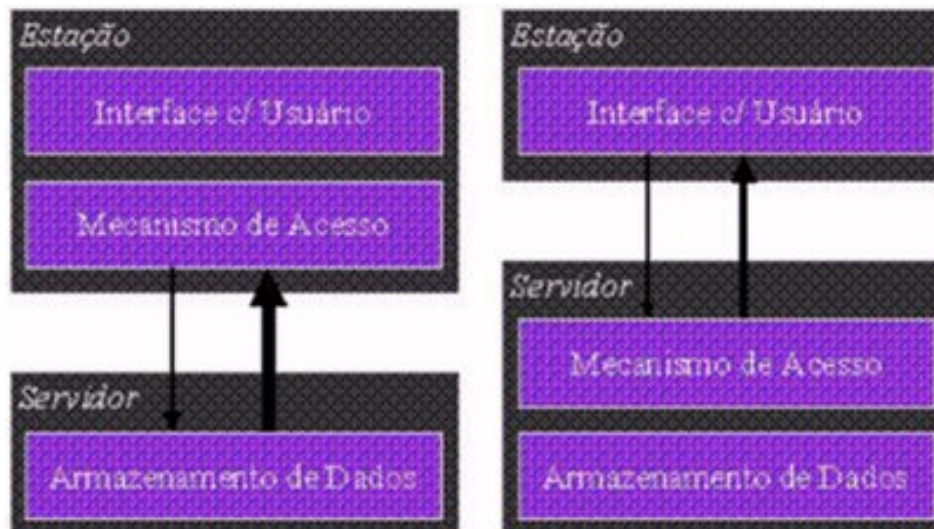 Estação
Interface c/ Usuário
Mecanismo de Acesso
Servidor
Armazenamento de Dados
Estação
Interface c/ Usuário
Servidor
Mecanismo de Acesso
Armazenamento de Dados